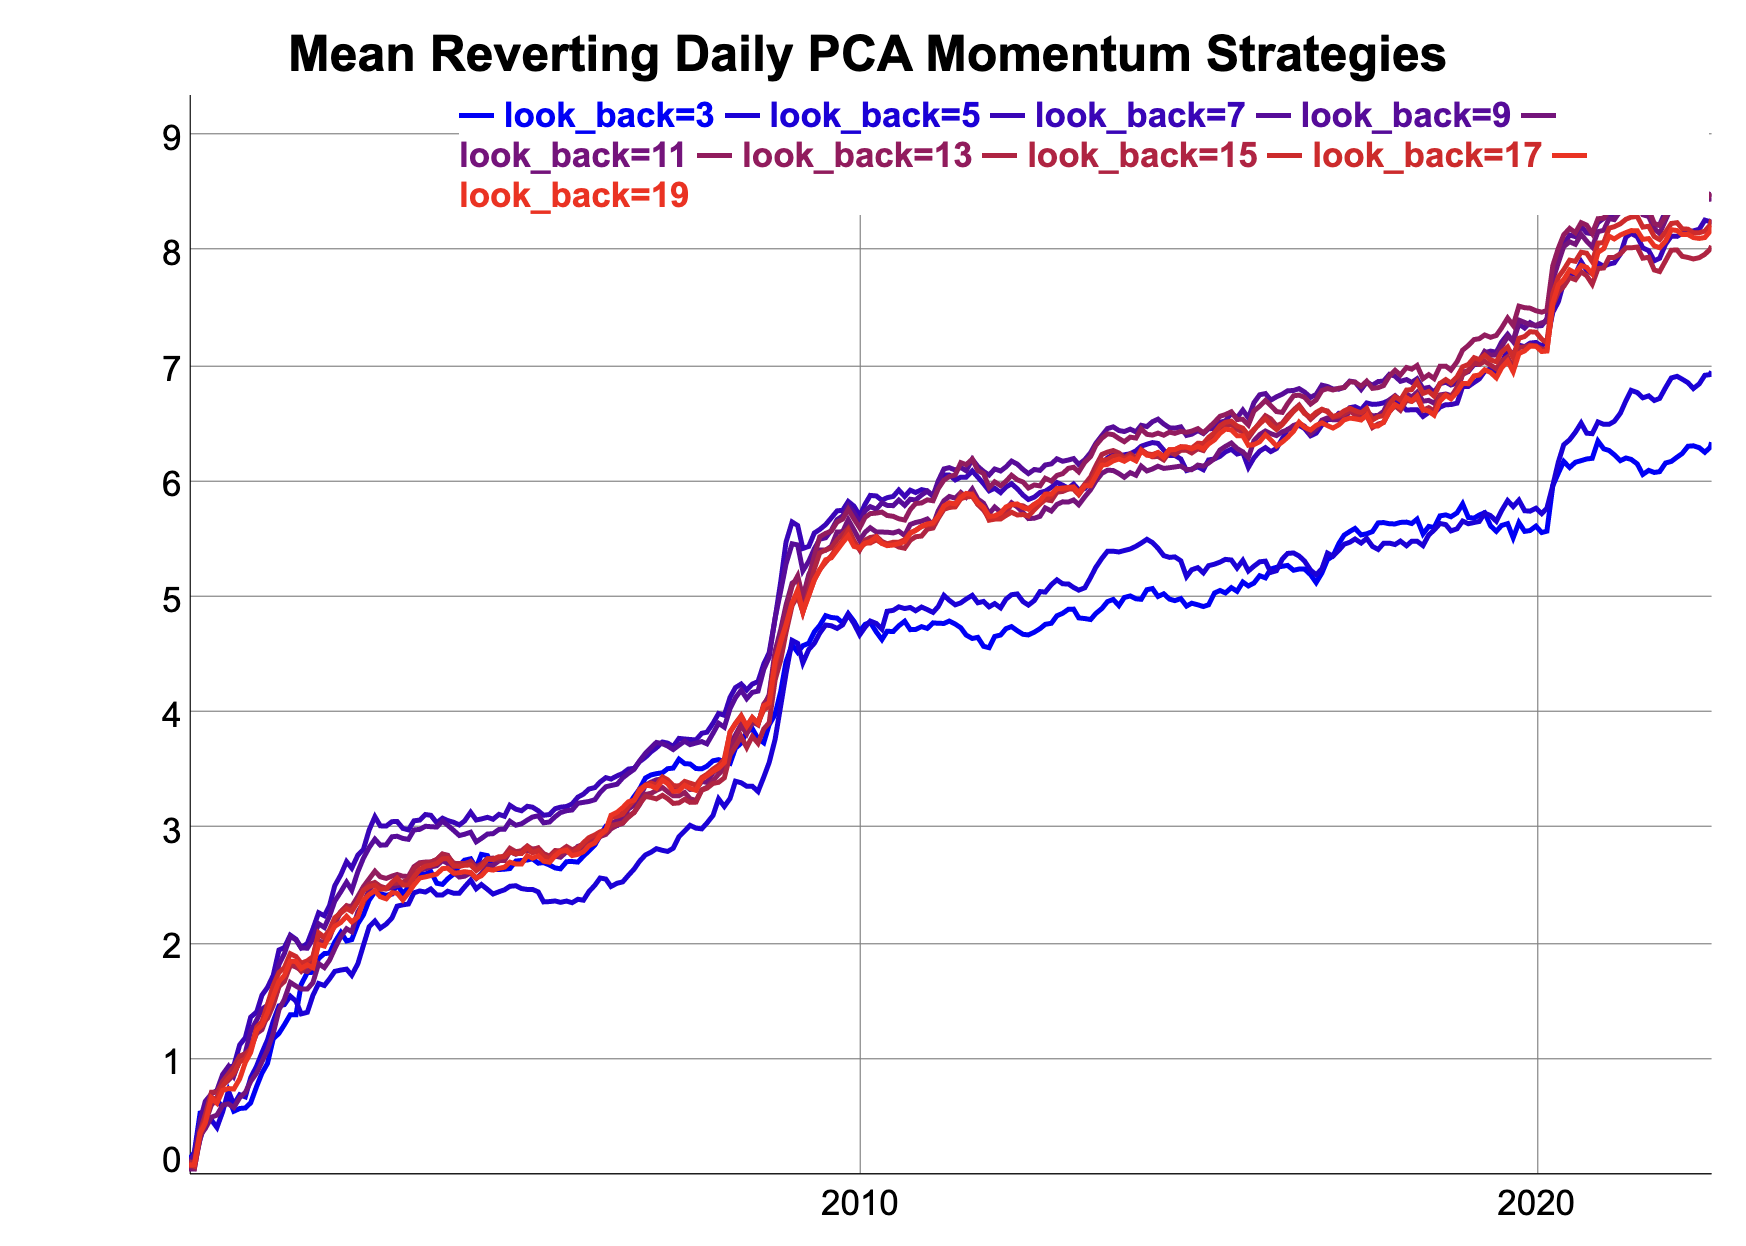 Mean Reverting Daily PCA Momentum Strategies
— look_back=3 — look_back=5 — look_back=7 — look_back=9 —
look_back=11 — look_back=13 — look_back=15 — look_back=17 —
look_back=19
9
8
7
6
5
4
3
2
1
0
2010 2020